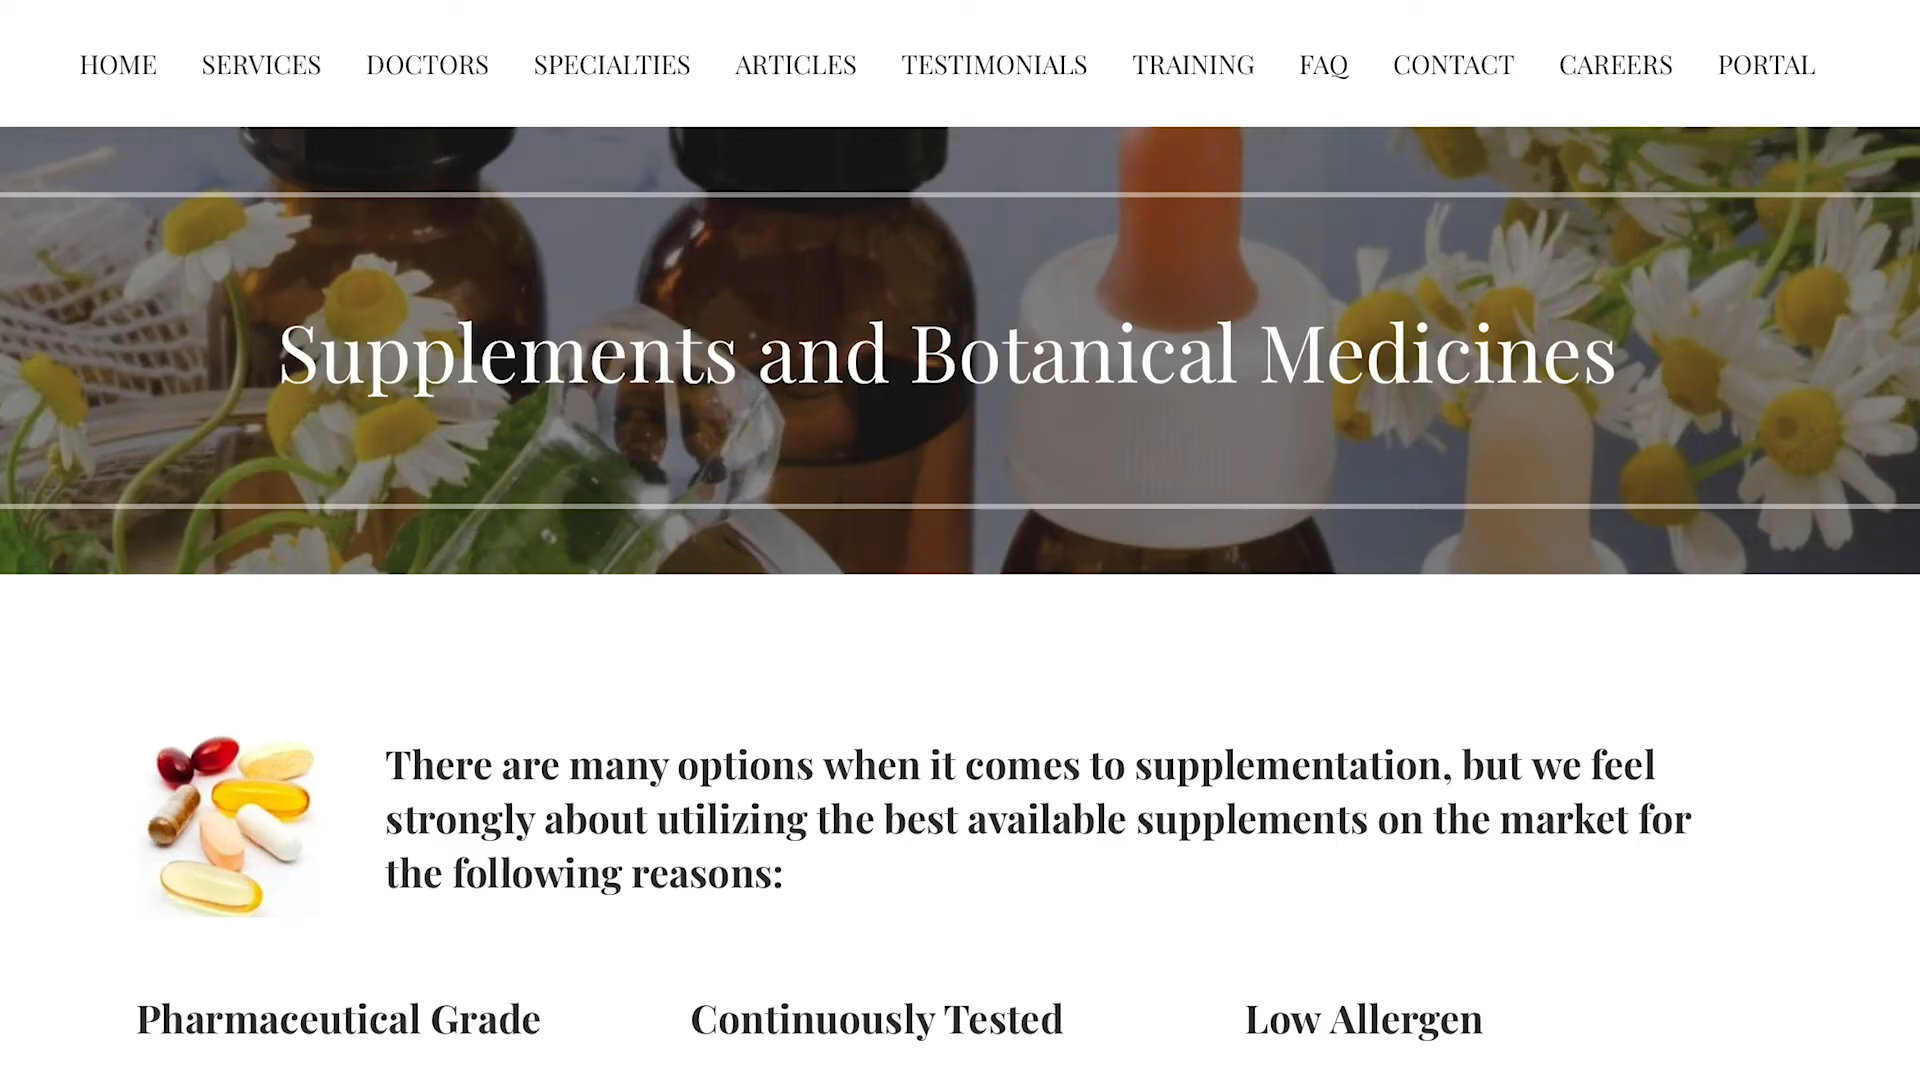 HOME SERVICES DOCTORS SPECIALTIES ARTICLES TESTIMONIALS TRAINING FAQ CONTACT CAREERS PORTAL
Supplements and Botanical Medicines
There are many options when it comes to supplementation, but we feel
strongly about utilizing the best available supplements on the market for
the following reasons:
Pharmaceutical Grade Continuously Tested Low Allergen